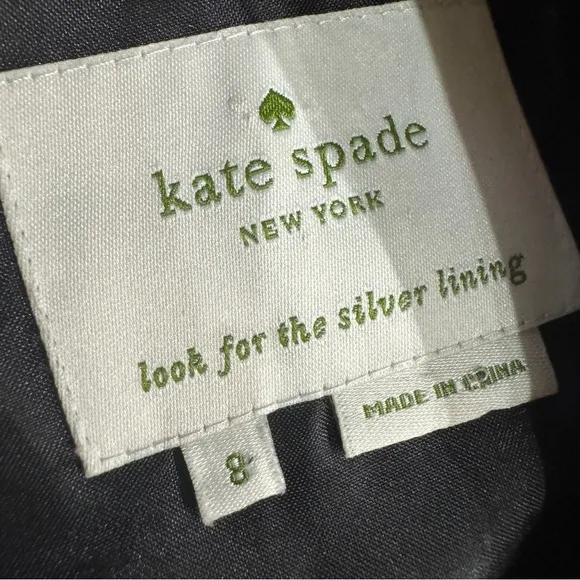 kate spade
NEW YORK
look for the silver lining
MADE IN CHINA
8